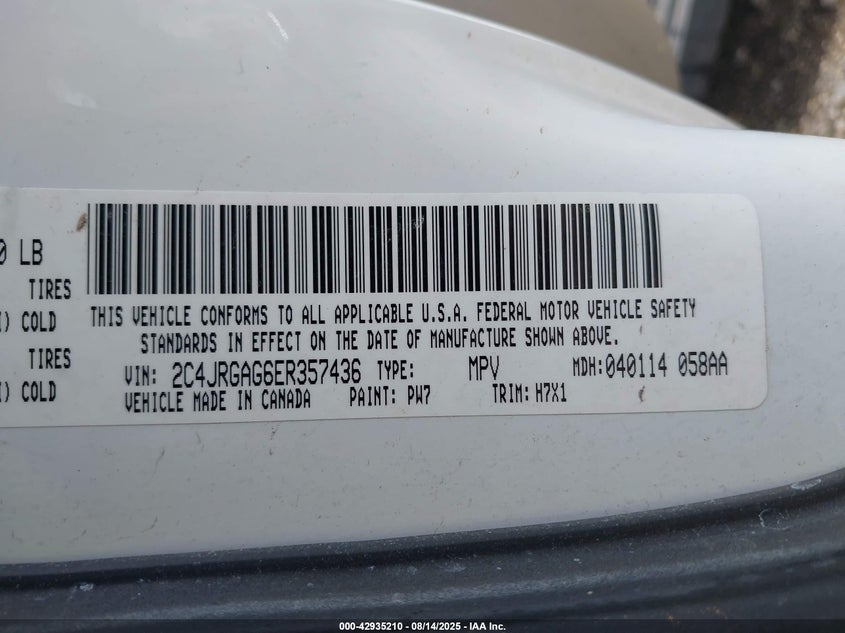 0 LB
TIRES
) COLD
TIRES
) COLD
THIS VEHICLE CONFORMS TO ALL APPLICABLE U.S.A. FEDERAL MOTOR VEHICLE SAFETY
STANDARDS IN EFFECT ON THE DATE OF MANUFACTURE SHOWN ABOVE.
VIN: 2C4JRGAG6ER357436 TYPE: MPV MDH:040114 058AA
VEHICLE MADE IN CANADA PAINT: PW7 TRIM: H7X1
000-42935210 - 08/14/2025 - IAA Inc.